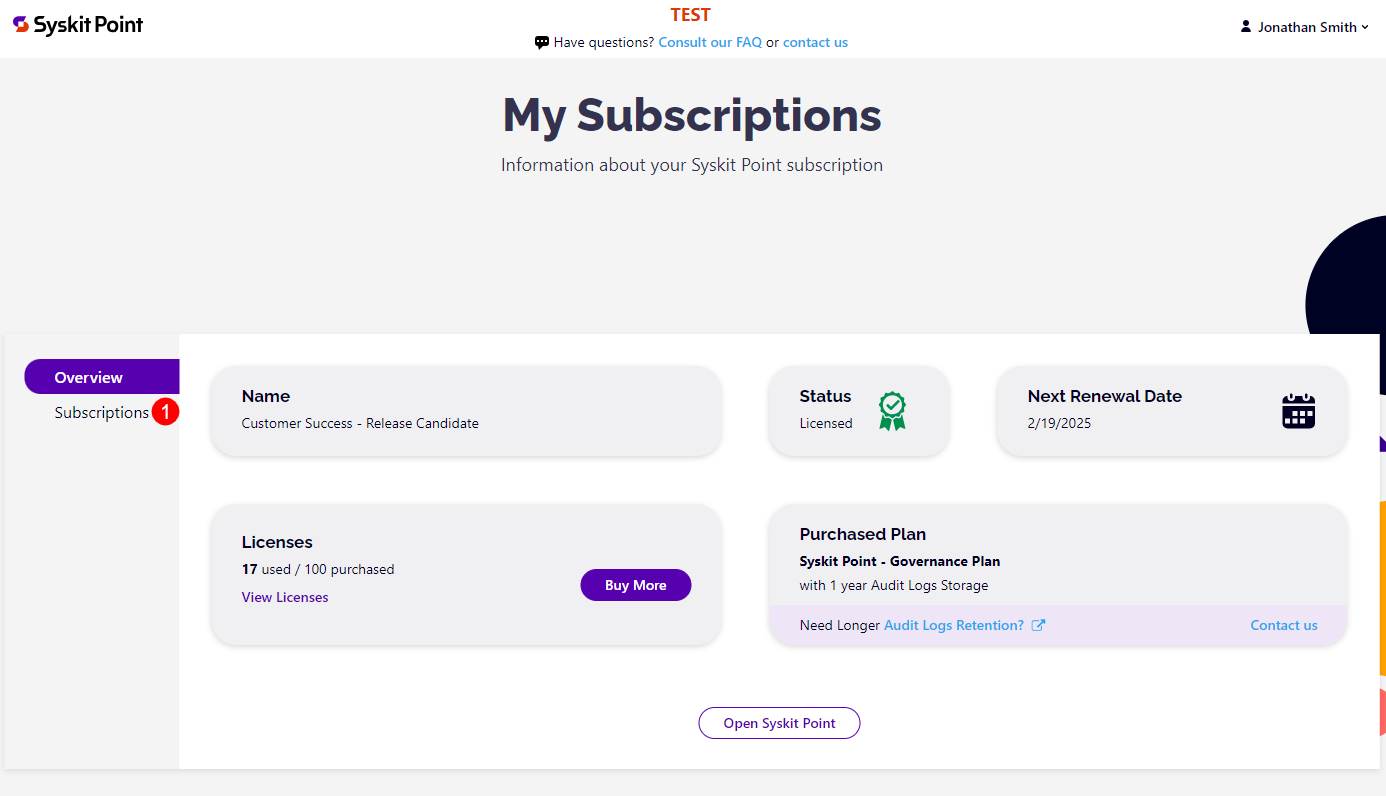 Syskit Point
TEST
Have questions? Consult our FAQ or contact us
Jonathan Smith
My Subscriptions
Information about your Syskit Point subscription
Overview
Subscriptions 1
Name
Customer Success - Release Candidate
Status
Licensed
Next Renewal Date
2/19/2025
Licenses
17 used / 100 purchased
View Licenses
Buy More
Purchased Plan
Syskit Point - Governance Plan
with 1 year Audit Logs Storage
Need Longer Audit Logs Retention?
Contact us
Open Syskit Point